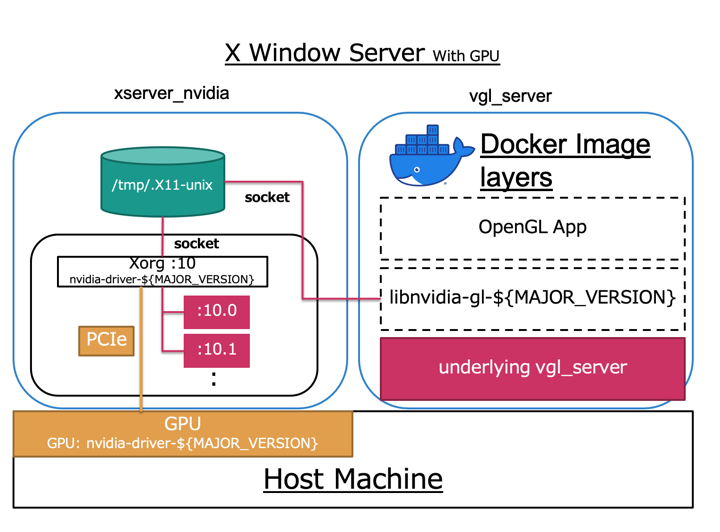 X Window Server With GPU
xserver_nvidia
vgl_server
/tmp/.X11-unix
socket
socket
Xorg :10
nvidia-driver-${MAJOR_VERSION}
:10.0
:10.1
:
PCIe
Docker Image
layers
OpenGL App
libnvidia-gl-${MAJOR_VERSION}
underlying vgl_server
GPU
GPU: nvidia-driver-${MAJOR_VERSION}
Host Machine